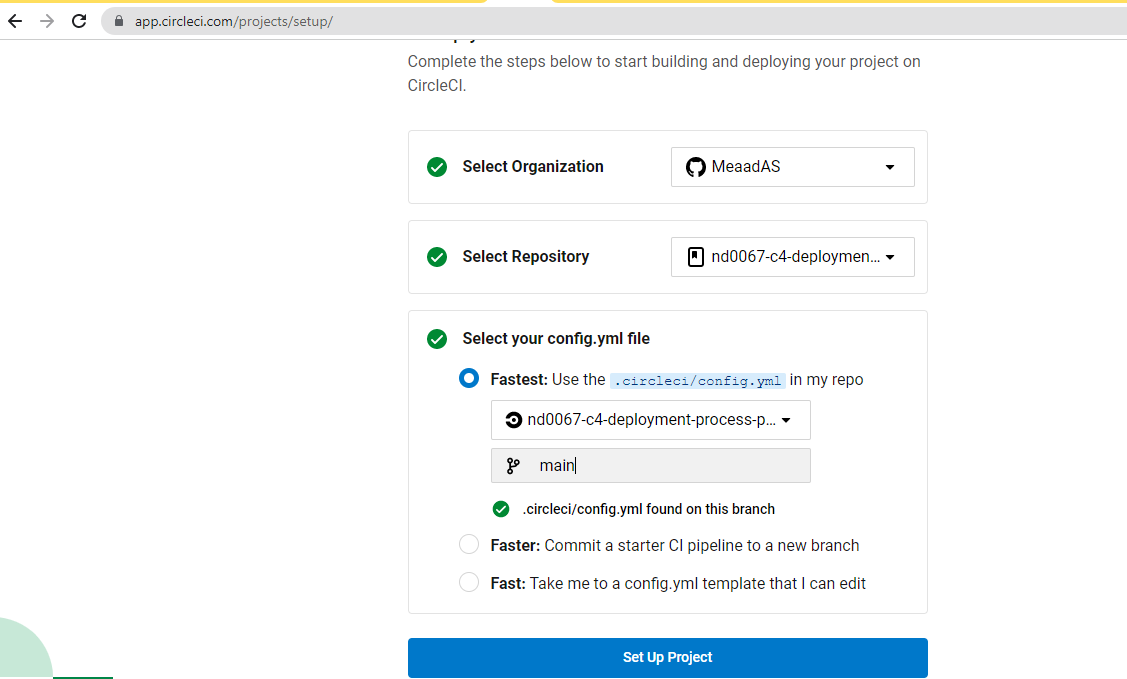 app.circleci.com/projects/setup/
Complete the steps below to start building and deploying your project on
CircleCI.
Select Organization
MeaadAS
Select Repository
nd0067-c4-deploymen...
Select your config.yml file
Fastest: Use the .circleci/config.yml in my repo
nd0067-c4-deployment-process-p...
main
.circleci/config.yml found on this branch
Faster: Commit a starter CI pipeline to a new branch
Fast: Take me to a config.yml template that I can edit
Set Up Project